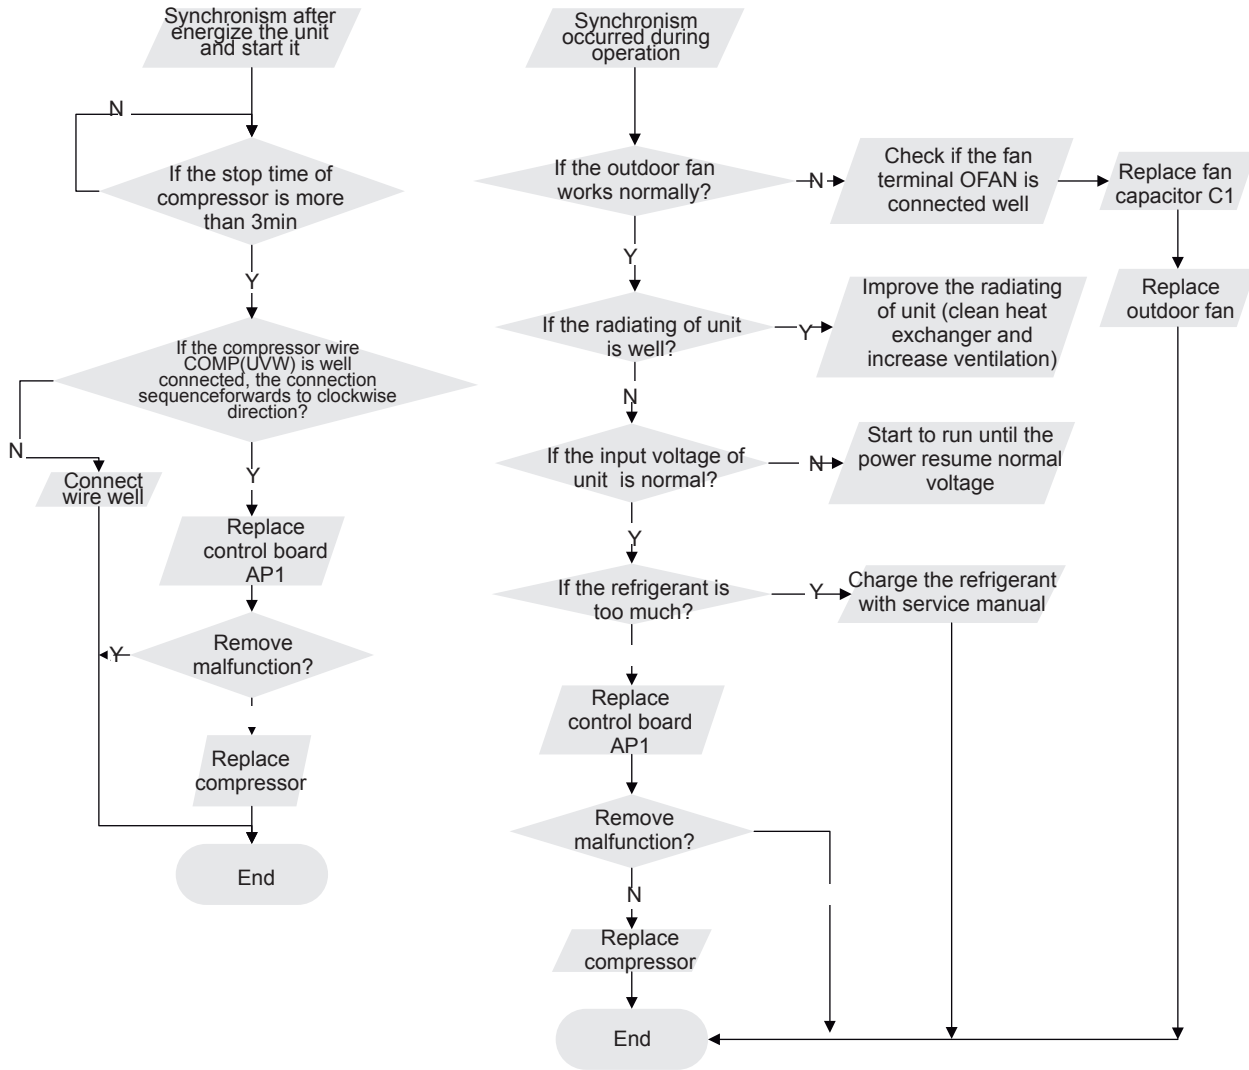 Synchronism after
energize the unit
and start it
N
If the stop time of
compressor is more
than 3min
Y
If the compressor wire
COMP(UVW) is well
connected, the connection
sequenceforwards to clockwise
direction?
N
Connect
wire well
Y
Replace
control board
AP1
Remove
malfunction?
Y
Replace
compressor
End
Synchronism
occurred during
operation
If the outdoor fan
works normally?
N
Check if the fan
terminal OFAN is
connected well
Replace fan
capacitor C1
Replace
outdoor fan
Y
If the radiating of unit
is well?
Y
Improve the radiating
of unit (clean heat
exchanger and
increase ventilation)
N
If the input voltage of
unit is normal?
N
Start to run until the
power resume normal
voltage
Y
If the refrigerant is
too much?
Y
Charge the refrigerant
with service manual
Replace
control board
AP1
Remove
malfunction?
N
Replace
compressor
End